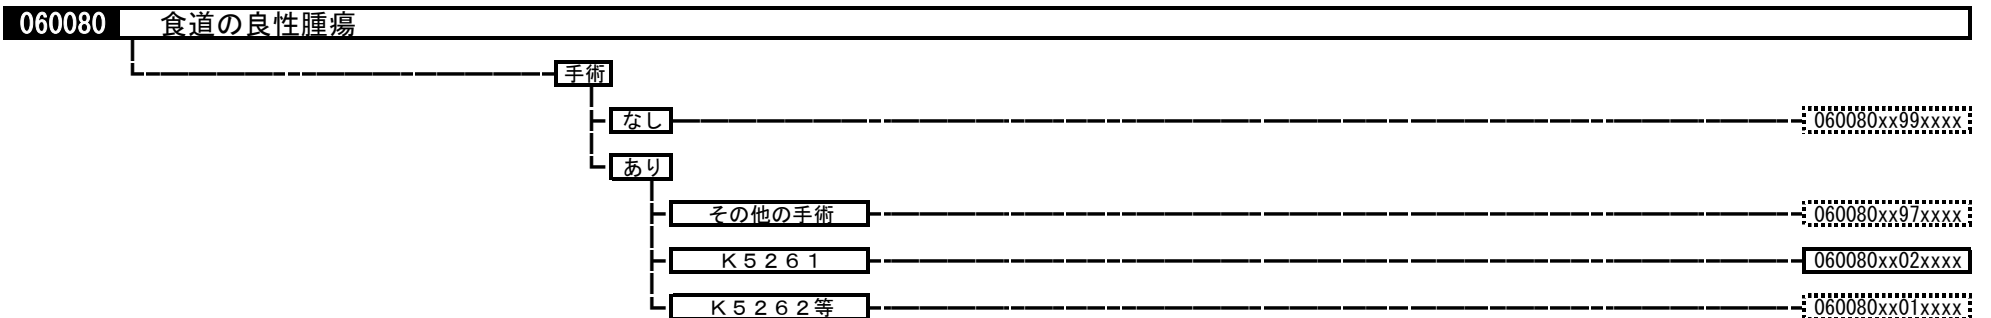 060080 食道の良性腫瘍
手術
なし 060080xx99xxxx
あり
その他の手術 060080xx97xxxx
K5261 060080xx02xxxx
K5262等 060080xx01xxxx